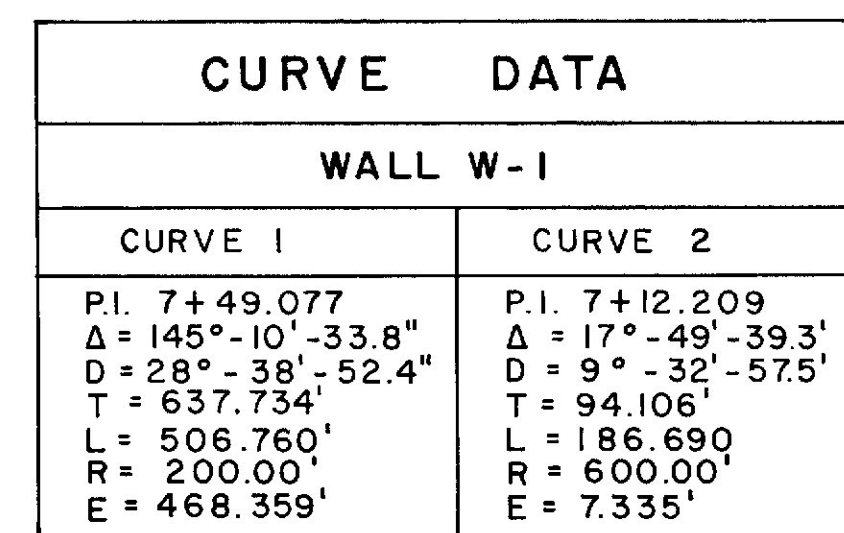 CURVE DATA
WALL W-1
CURVE 1
P.I. 7+49.077
Δ = 145°-10'-33.8"
D = 28° - 38'-52.4"
T = 637.734'
L = 506.760'
R = 200.00'
E = 468.359'
CURVE 2
P.I. 7+12.209
Δ = 17°-49'-39.3'
D = 9° -32'-57.5'
T = 94.106'
L = 186.690
R = 600.00'
E = 7.335'